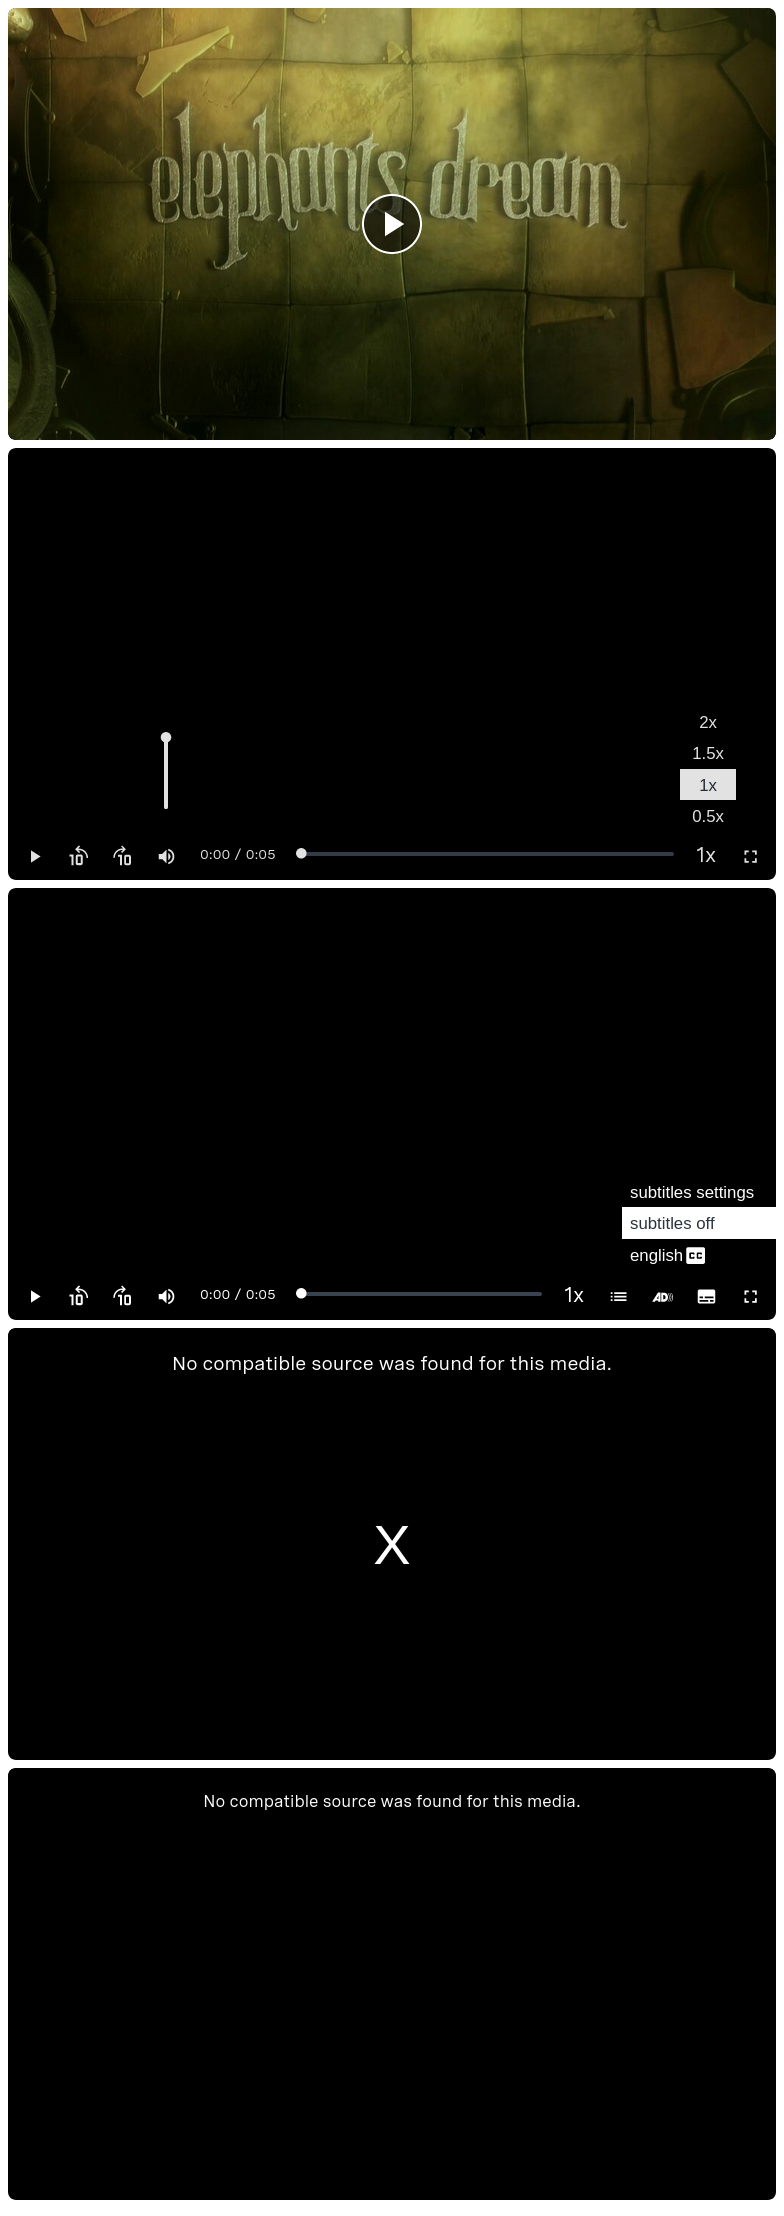 elephants dream
2x
1.5x
1x
0.5x
10 10 0:00 / 0:05 1x
subtitles settings
subtitles off
english CC
10 10 0:00 / 0:05 1x AD
No compatible source was found for this media.
X
No compatible source was found for this media.